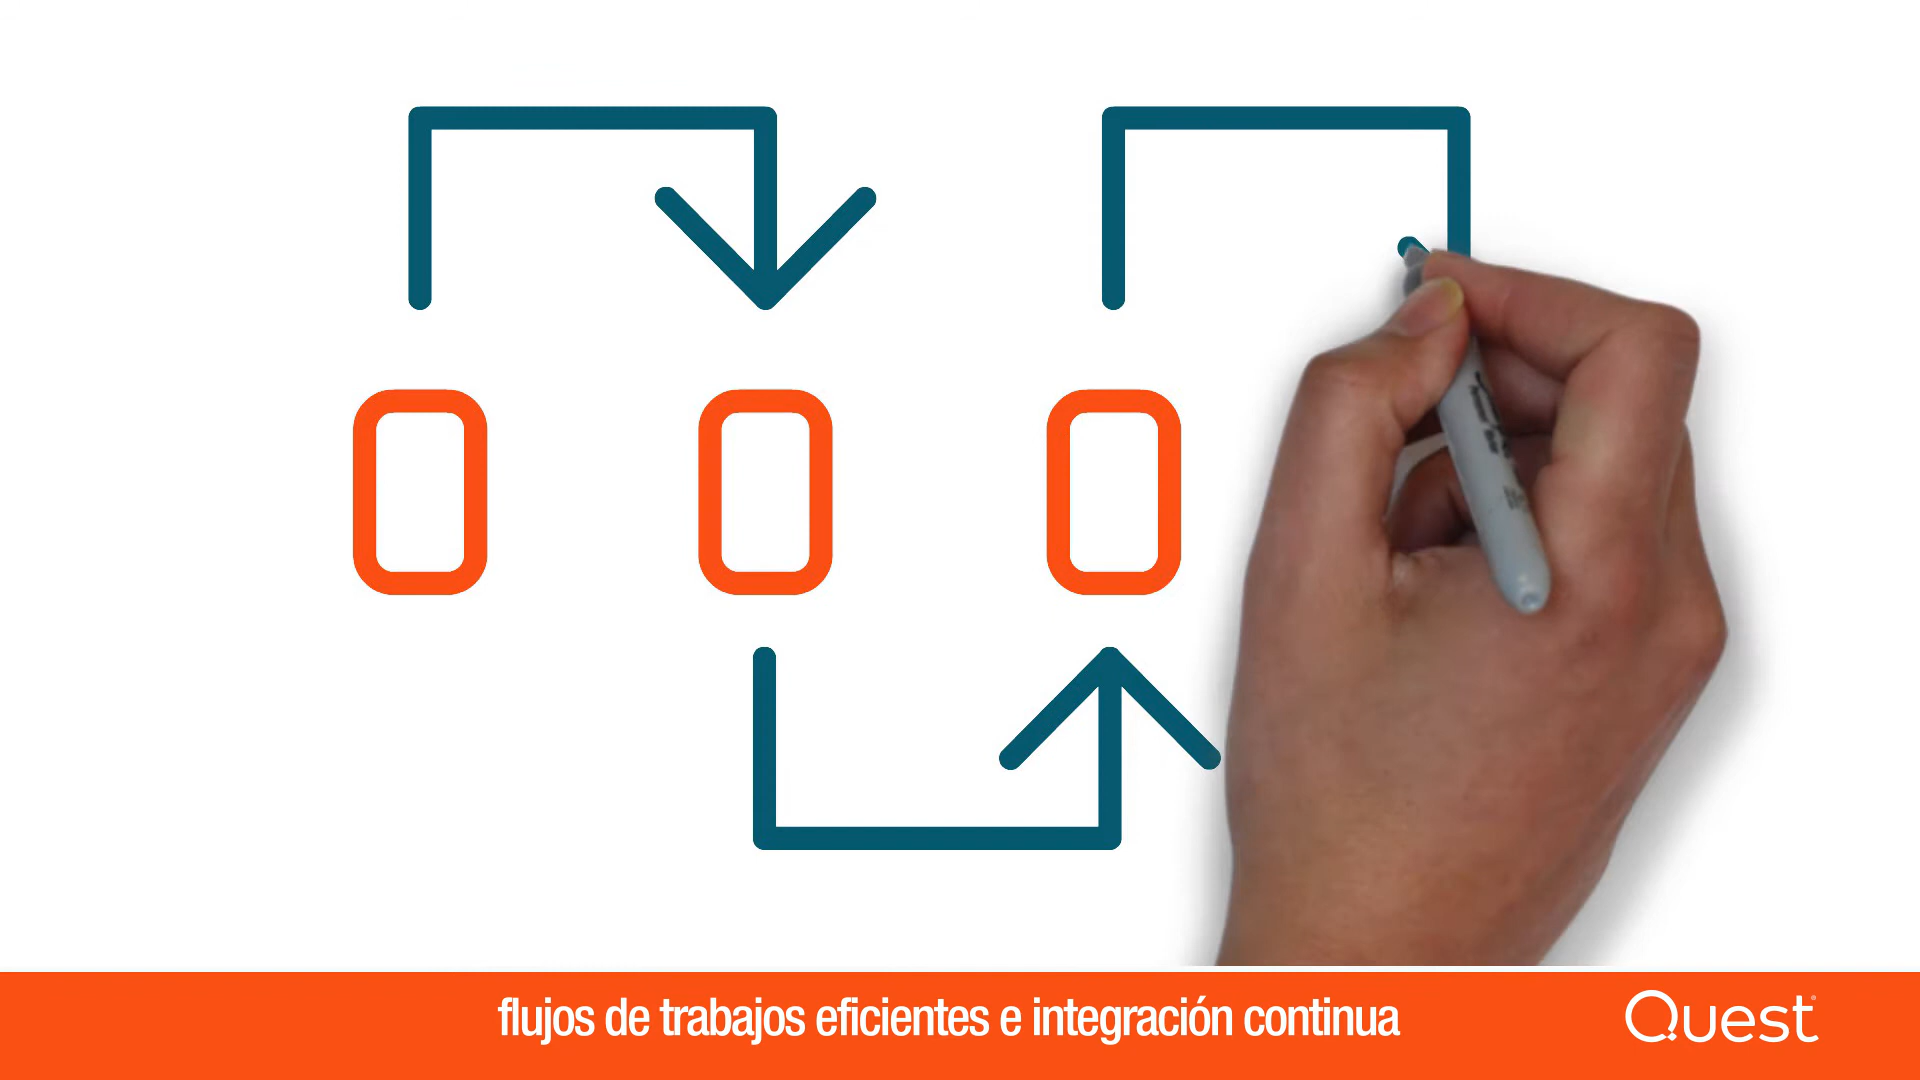 flujos de trabajos eficientes e integración continua
Quest